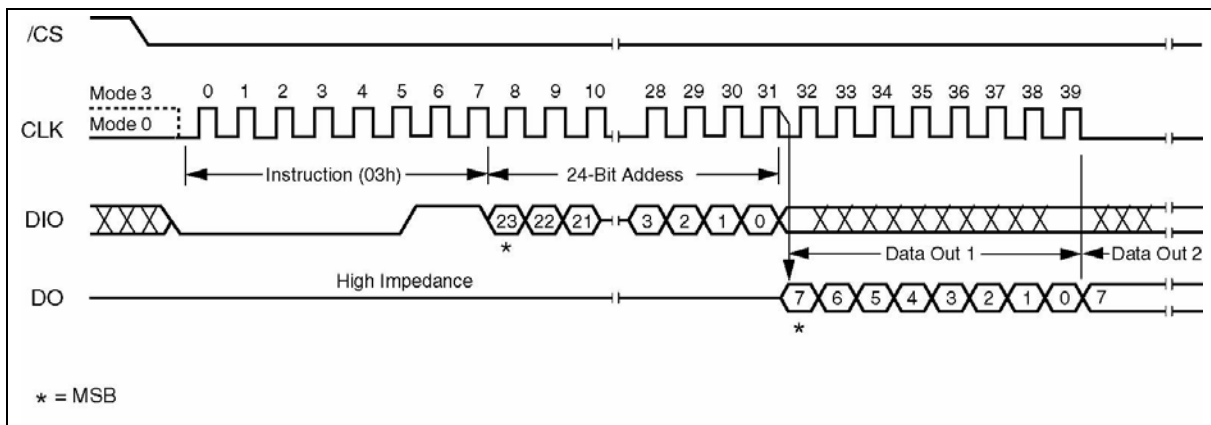 /CS
Mode 3
0 1 2 3 4 5 6 7 8 9 10 28 29 30 31 32 33 34 35 36 37 38 39
CLK
Mode 0
Instruction (03h)
24-Bit Addess
DIO
23 22 21 3 2 1 0
*
Data Out 1
Data Out 2
High Impedance
DO
7 6 5 4 3 2 1 0 7
*
* = MSB